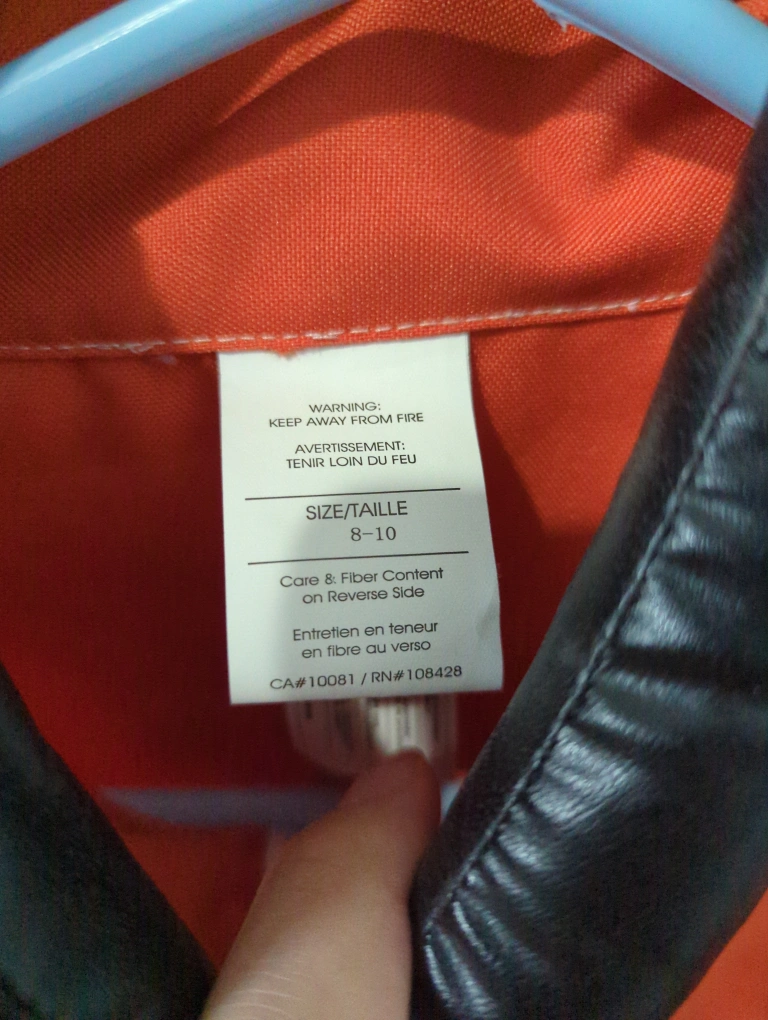 WARNING:
KEEP AWAY FROM FIRE
AVERTISSEMENT:
TENIR LOIN DU FEU
SIZE/TAILLE
8-10
Care & Fiber Content
on Reverse Side
Entretien en teneur
en fibre au verso
CA#10081 / RN#108428